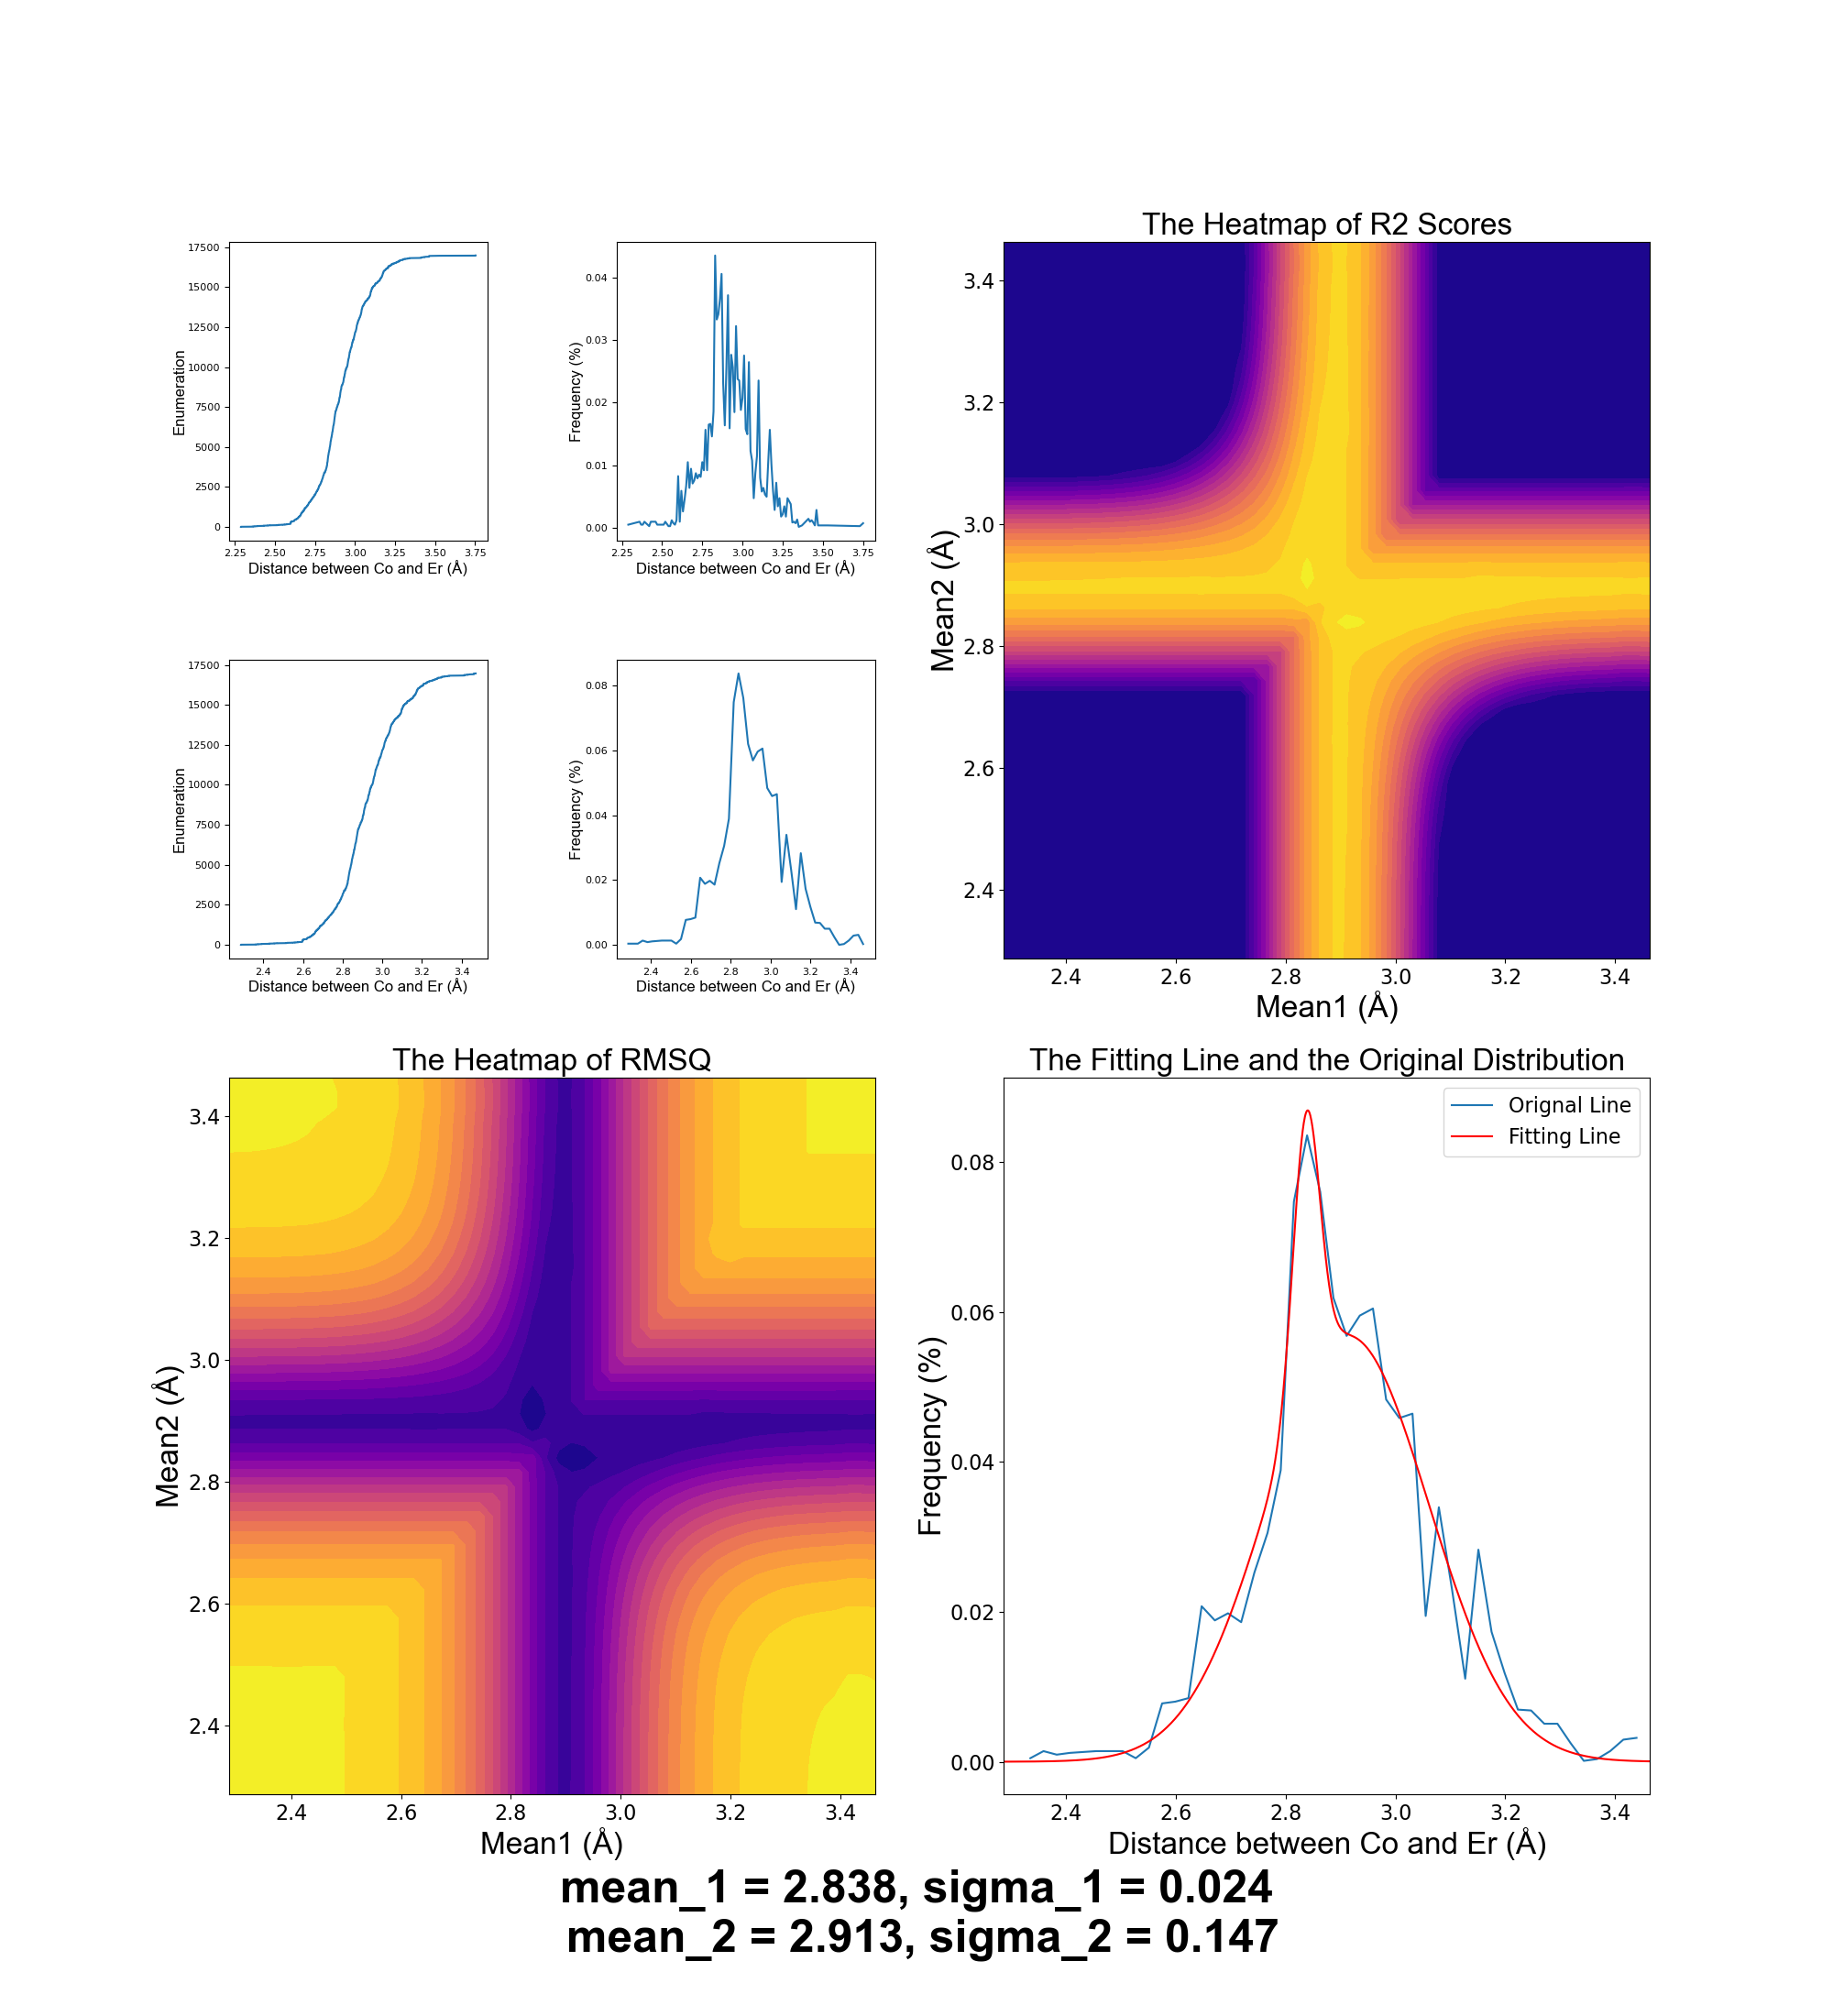 The Heatmap of R2 Scores
17500
15000
12500
10000
7500
5000
2500
0
Enumeration
2.25 2.50 2.75 3.00 3.25 3.50 3.75
Distance between Co and Er (Å)
0.04
0.03
0.02
0.01
0.00
Frequency (%)
2.25 2.50 2.75 3.00 3.25 3.50 3.75
Distance between Co and Er (Å)
3.4
3.2
3.0
2.8
2.6
2.4
Mean2 (Å)
2.4 2.6 2.8 3.0 3.2 3.4
Mean1 (Å)
17500
15000
12500
10000
7500
5000
2500
0
Enumeration
2.4 2.6 2.8 3.0 3.2 3.4
Distance between Co and Er (Å)
0.08
0.06
0.04
0.02
0.00
Frequency (%)
2.4 2.6 2.8 3.0 3.2 3.4
Distance between Co and Er (Å)
The Heatmap of RMSQ
3.4
3.2
3.0
2.8
2.6
2.4
Mean2 (Å)
2.4 2.6 2.8 3.0 3.2 3.4
Mean1 (Å)
The Fitting Line and the Original Distribution
Orignal Line
Fitting Line
0.08
0.06
0.04
0.02
0.00
Frequency (%)
2.4 2.6 2.8 3.0 3.2 3.4
Distance between Co and Er (Å)
mean_1 = 2.838, sigma_1 = 0.024
mean_2 = 2.913, sigma_2 = 0.147